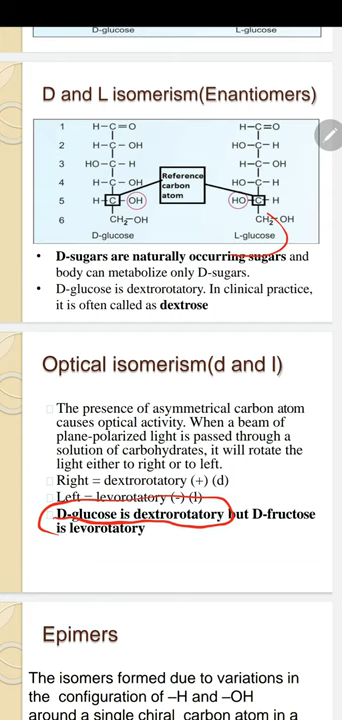 D-glucose L-glucose
D and L isomerism(Enantiomers)
1 H–C=O H–C=O
2 H–C–OH HO–C–H
3 HO–C–H H–C–OH
Reference
carbon
atom
4 H–C–OH HO–C–H
5 H–C–OH HO–C–H
6 CH2–OH CH2–OH
D-glucose L-glucose
• D-sugars are naturally occurring sugars and
body can metabolize only D-sugars.
• D-glucose is dextrorotatory. In clinical practice,
it is often called as dextrose
Optical isomerism(d and l)
The presence of asymmetrical carbon atom
causes optical activity. When a beam of
plane-polarized light is passed through a
solution of carbohydrates, it will rotate the
light either to right or to left.
Right = dextrorotatory (+) (d)
Left = levorotatory (-) (l)
D-glucose is dextrorotatory but D-fructose
is levorotatory
Epimers
The isomers formed due to variations in
the configuration of –H and –OH
around a single chiral carbon atom in a